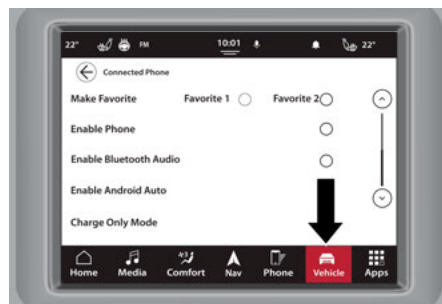 22° FM 10:01 22°
Connected Phone
Make Favorite Favorite 1 Favorite 2
Enable Phone
Enable Bluetooth Audio
Enable Android Auto
Charge Only Mode
Home Media Comfort Nav Phone Vehicle Apps